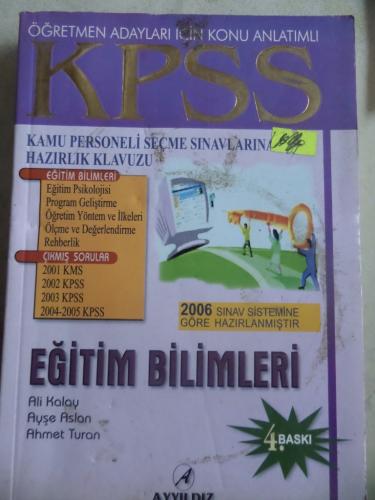 ÖĞRETMEN ADAYLARI İÇİN KONU ANLATIMLI
KPSS
KAMU PERSONELİ SEÇME SINAVLARINA
HAZIRLIK KLAVUZU
EĞİTİM BİLİMLERİ
Eğitim Psikolojisi
Program Geliştirme
Öğretim Yöntem ve İlkeleri
Ölçme ve Değerlendirme
Rehberlik
ÇIKMIŞ SORULAR
2001 KMS
2002 KPSS
2003 KPSS
2004-2005 KPSS
2006 SINAV SİSTEMİNE
GÖRE HAZIRLANMIŞTIR
EĞİTİM BİLİMLERİ
Ali Kalay
Ayşe Aslan
Ahmet Turan
4. BASKI
AYYILDIZ